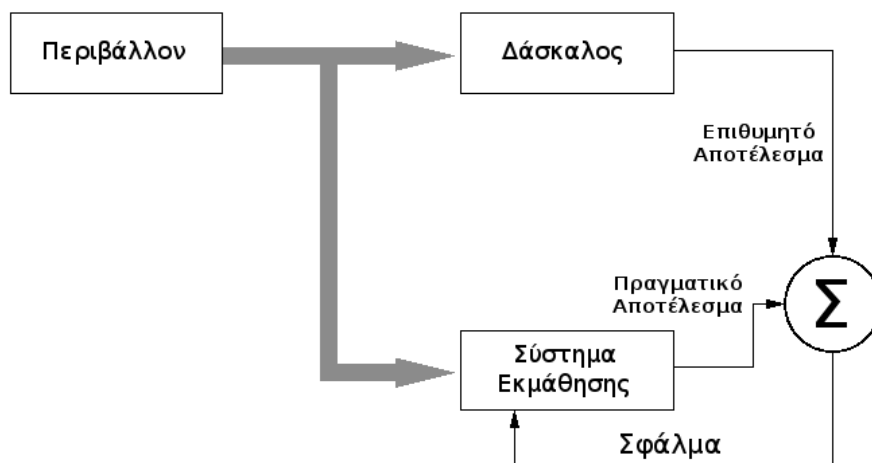 Περιβάλλον
Δάσκαλος
Επιθυμητό
Αποτέλεσμα
Πραγματικό
Αποτέλεσμα
Σ
Σύστημα
Εκμάθησης
Σφάλμα